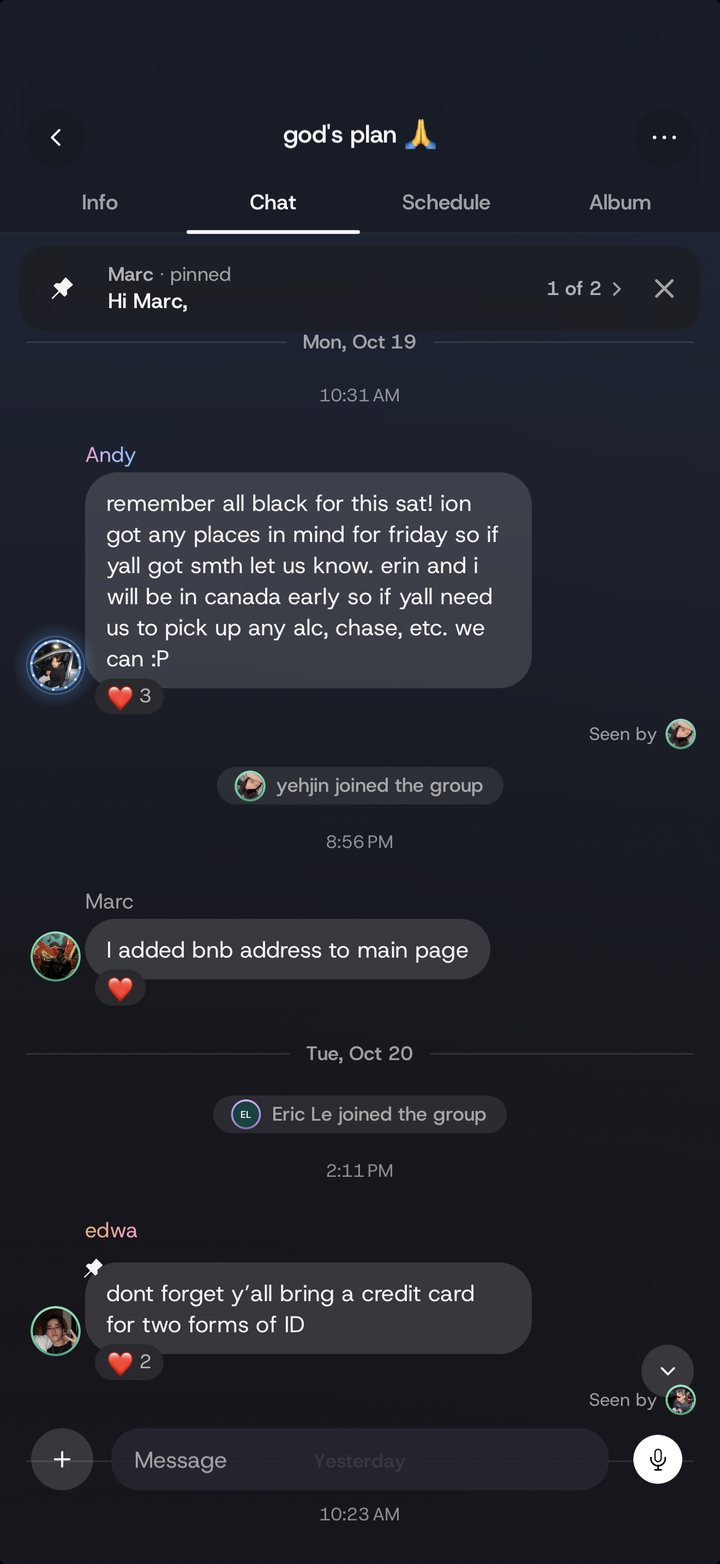 god's plan 🙏
Info
Chat
Schedule
Album
Marc · pinned
Hi Marc,
1 of 2
Mon, Oct 19
10:31 AM
Andy
remember all black for this sat! ion
got any places in mind for friday so if
yall got smth let us know. erin and i
will be in canada early so if yall need
us to pick up any alc, chase, etc. we
can :P
❤️ 3
Seen by
yehjin joined the group
8:56 PM
Marc
I added bnb address to main page
❤️
Tue, Oct 20
EL Eric Le joined the group
2:11 PM
edwa
dont forget y’all bring a credit card
for two forms of ID
❤️ 2
Seen by
Message
Yesterday
10:23 AM